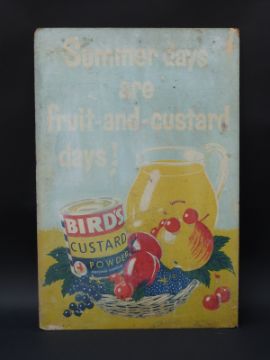 Summer days
are
fruit-and-custard
days!
BIRD'S
CUSTARD
POWDER